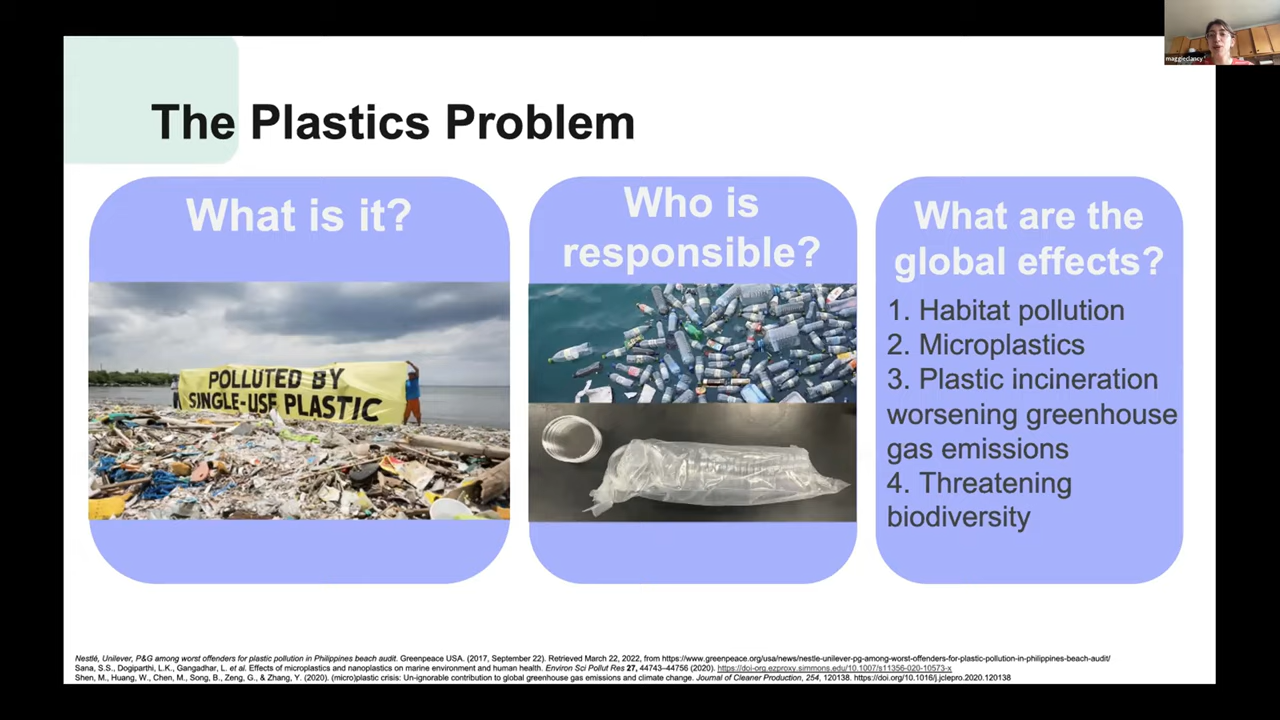 maggieclancy
The Plastics Problem
What is it?
POLLUTED BY
SINGLE-USE PLASTIC
Who is
responsible?
What are the
global effects?
1. Habitat pollution
2. Microplastics
3. Plastic incineration
worsening greenhouse
gas emissions
4. Threatening
biodiversity
Nestlé, Unilever, P&G among worst offenders for plastic pollution in Philippines beach audit. Greenpeace USA. (2017, September 22). Retrieved March 22, 2022, from https://www.greenpeace.org/usa/news/nestle-unilever-pg-among-worst-offenders-for-plastic-pollution-in-philippines-beach-audit/
Sana, S.S., Dogiparthi, L.K., Gangadhar, L. et al. Effects of microplastics and nanoplastics on marine environment and human health. Environ Sci Pollut Res 27, 44743–44756 (2020). https://doi-org.ezproxy.simmons.edu/10.1007/s11356-020-10573-x
Shen, M., Huang, W., Chen, M., Song, B., Zeng, G., & Zhang, Y. (2020). (micro)plastic crisis: Un-ignorable contribution to global greenhouse gas emissions and climate change. Journal of Cleaner Production, 254, 120138. https://doi.org/10.1016/j.jclepro.2020.120138